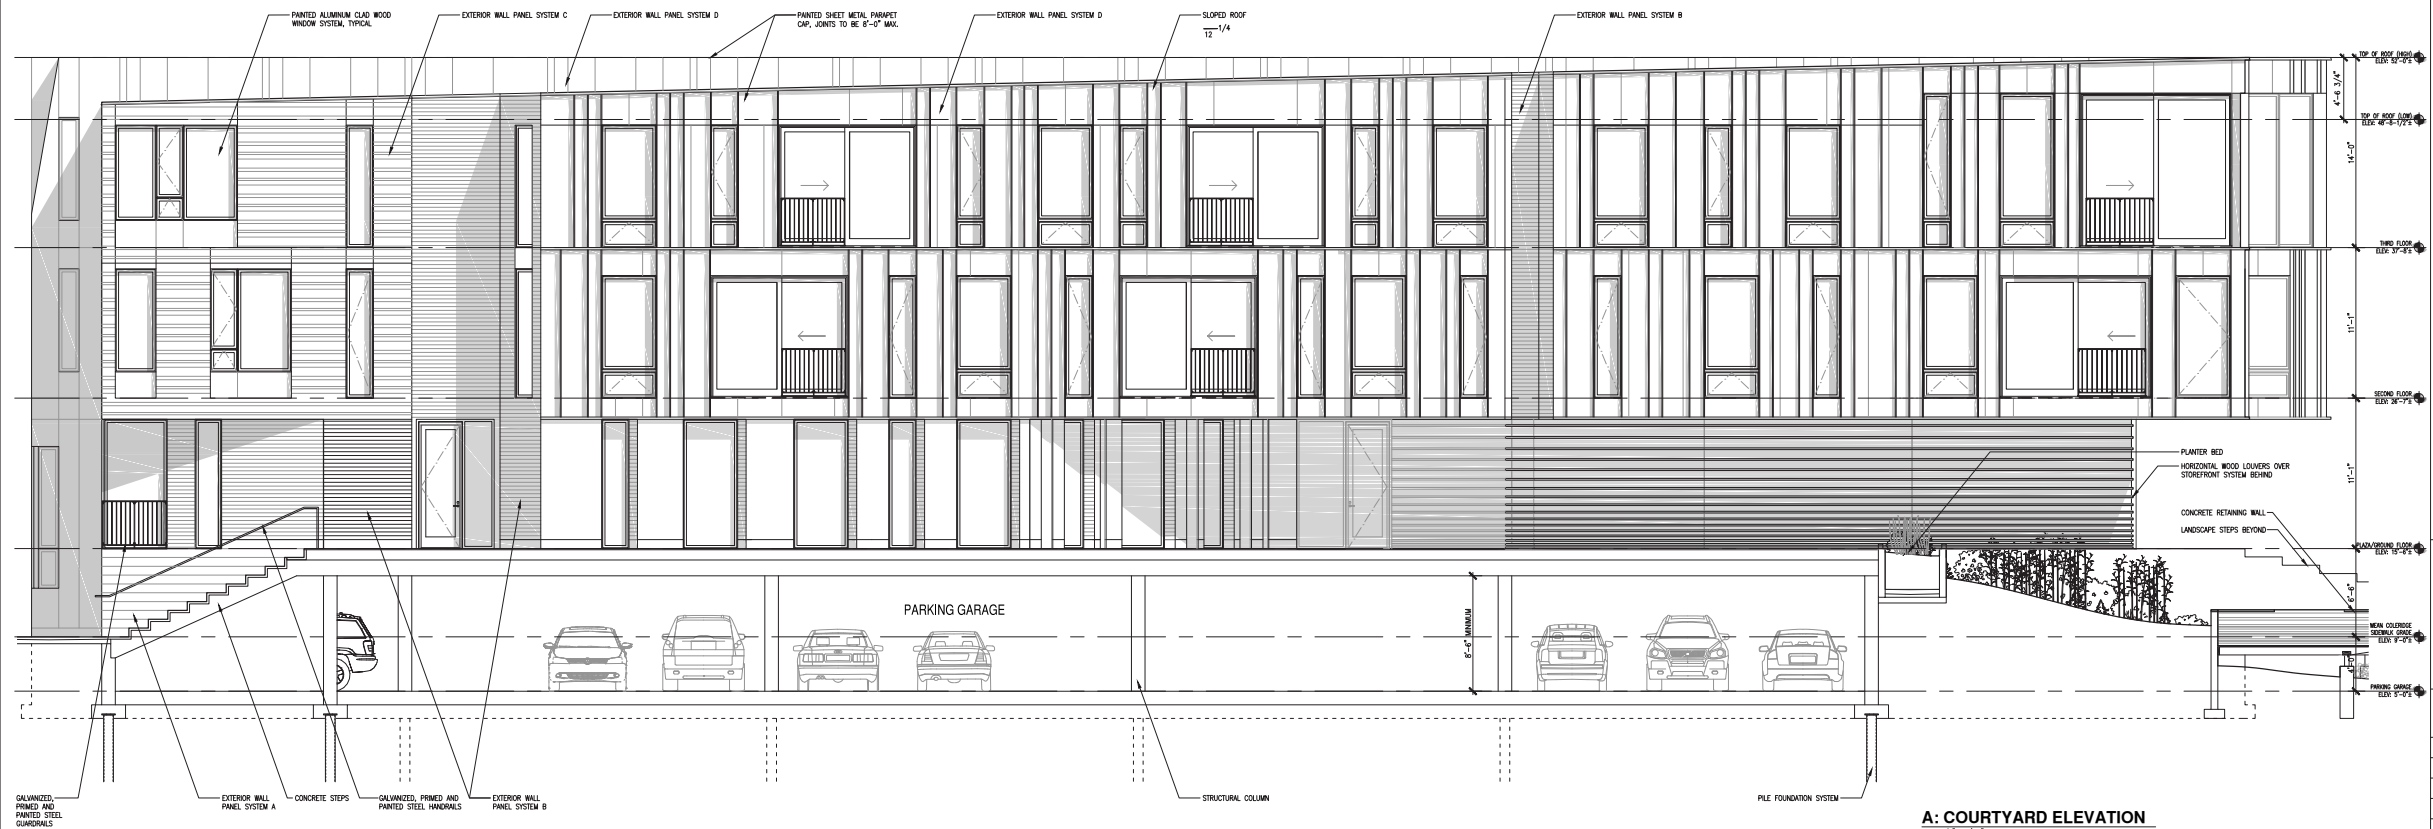 PAINTED ALUMINUM CLAD WOOD
WINDOW SYSTEM, TYPICAL
EXTERIOR WALL PANEL SYSTEM C
EXTERIOR WALL PANEL SYSTEM D
PAINTED SHEET METAL PARAPET
CAP, JOINTS TO BE 8'-0" MAX.
EXTERIOR WALL PANEL SYSTEM D
SLOPED ROOF
1/4
12
EXTERIOR WALL PANEL SYSTEM B
TOP OF ROOF (HIGH)
ELEV: 52'-0"±
4'-6 3/4"
TOP OF ROOF (LOW)
14'-0"
THIRD FLOOR
ELEV: 37'-8"±
11'-1"
SECOND FLOOR
ELEV: 26'-7"±
11'-1"
PLANTER BED
HORIZONTAL WOOD LOUVERS OVER
STOREFRONT SYSTEM BEHIND
CONCRETE RETAINING WALL
LANDSCAPE STEPS BEYOND
PLAZA/GROUND FLOOR
ELEV: 15'-6"±
6'-6"
PARKING GARAGE
8'-6" MINIMUM
MEAN COLERIDGE
SIDEWALK GRADE
ELEV: 9'-0"±
4'-0"
PARKING GARAGE
ELEV: 5'-0"±
GALVANIZED,
PRIMED AND
PAINTED STEEL
GUARDRAILS
EXTERIOR WALL
PANEL SYSTEM A
CONCRETE STEPS
GALVANIZED, PRIMED AND
PAINTED STEEL HANDRAILS
EXTERIOR WALL
PANEL SYSTEM B
STRUCTURAL COLUMN
PILE FOUNDATION SYSTEM
A: COURTYARD ELEVATION